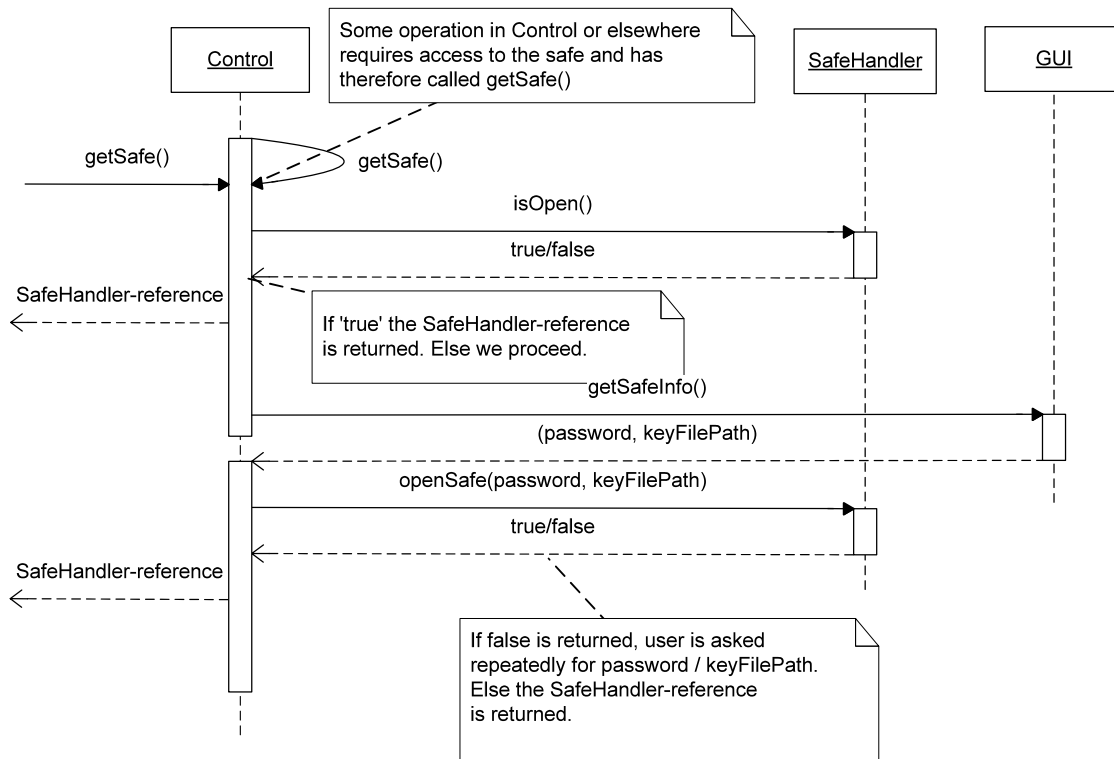 Some operation in Control or elsewhere
requires access to the safe and has
therefore called getSafe()
Control
SafeHandler
GUI
getSafe()
getSafe()
isOpen()
true/false
SafeHandler-reference
If 'true' the SafeHandler-reference
is returned. Else we proceed.
getSafeInfo()
(password, keyFilePath)
openSafe(password, keyFilePath)
true/false
SafeHandler-reference
If false is returned, user is asked
repeatedly for password / keyFilePath.
Else the SafeHandler-reference
is returned.